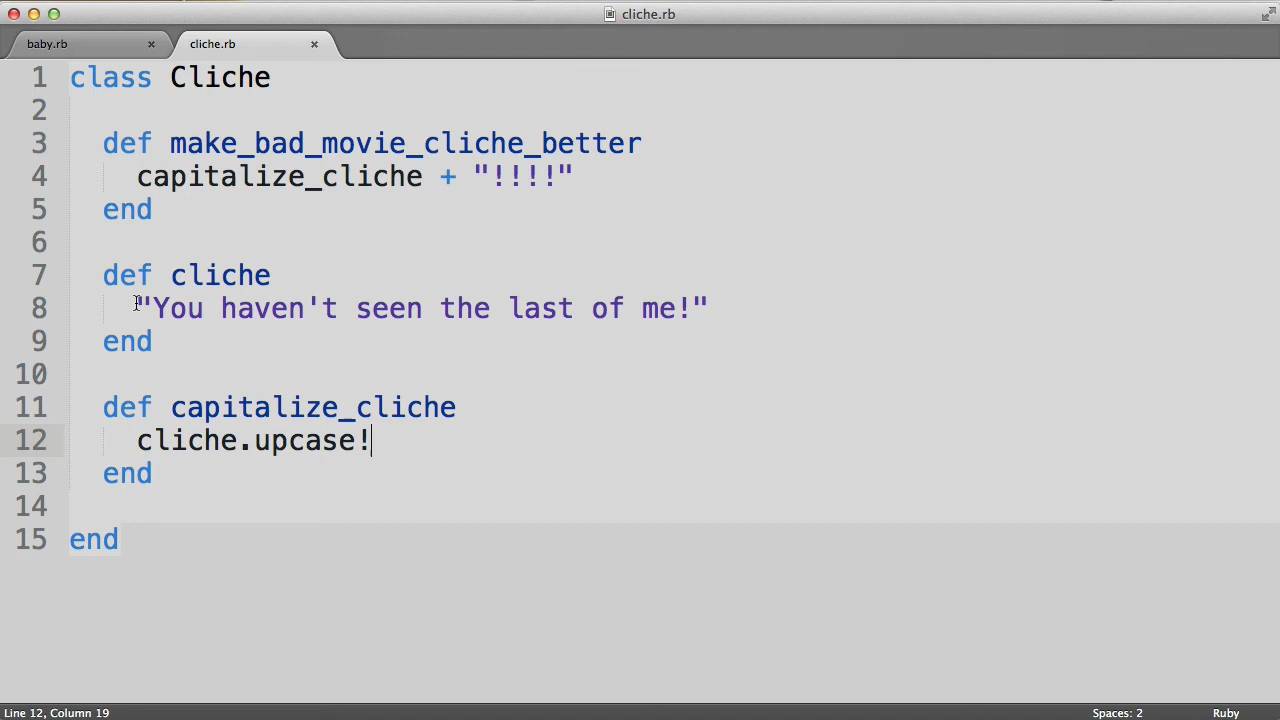 cliche.rb
baby.rb × cliche.rb ×
1 class Cliche
2
3 def make_bad_movie_cliche_better
4 capitalize_cliche + "!!!!"
5 end
6
7 def cliche
8 "You haven't seen the last of me!"
9 end
10
11 def capitalize_cliche
12 cliche.upcase!
13 end
14
15 end
Line 12, Column 19 Spaces: 2 Ruby